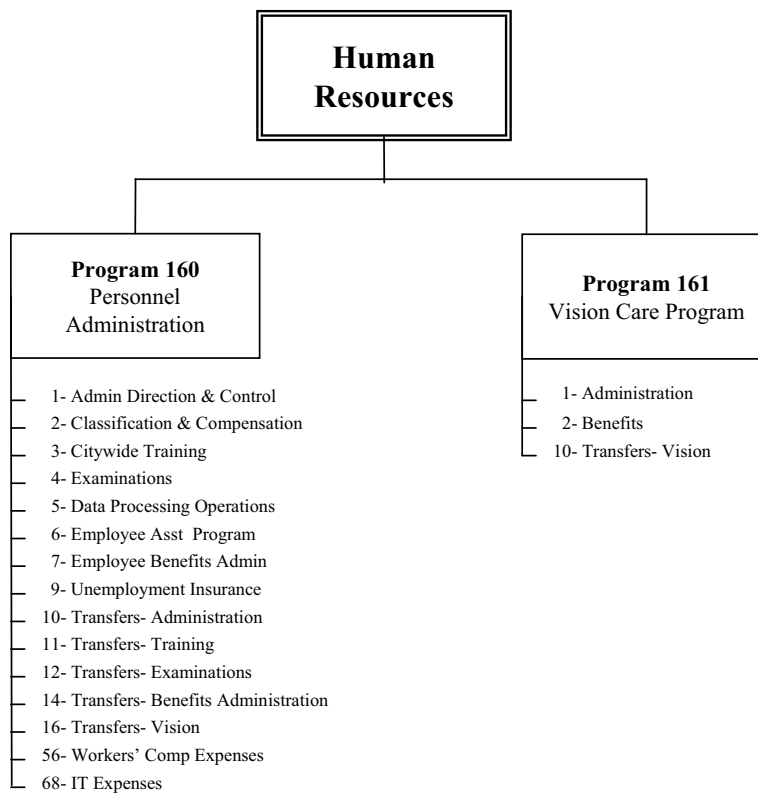 Human
Resources
Program 160
Personnel
Administration
1- Admin Direction & Control
2- Classification & Compensation
3- Citywide Training
4- Examinations
5- Data Processing Operations
6- Employee Asst  Program
7- Employee Benefits Admin
9- Unemployment Insurance
10- Transfers- Administration
11- Transfers- Training
12- Transfers- Examinations
14- Transfers- Benefits Administration
16- Transfers- Vision
56- Workers’ Comp Expenses
68- IT Expenses
Program 161
Vision Care Program
1- Administration
2- Benefits
10- Transfers- Vision